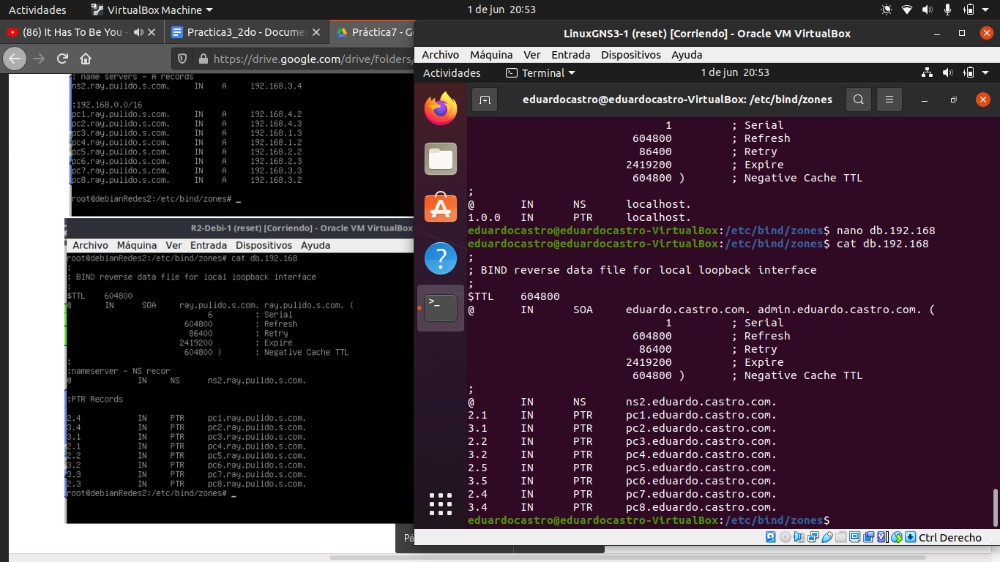 Actividades VirtualBox Machine 1 de jun 20:53
(86) It Has To Be You - Practica3_2do - Docume Práctica7 - G
https://drive.google.com/drive/folders/
; name servers - A records
ns2.ray.pulido.s.com. IN A 192.168.3.4
;192.168.0.0/16
pc1.ray.pulido.s.com. IN A 192.168.4.2
pc2.ray.pulido.s.com. IN A 192.168.4.3
pc3.ray.pulido.s.com. IN A 192.168.1.3
pc4.ray.pulido.s.com. IN A 192.168.1.2
pc5.ray.pulido.s.com. IN A 192.168.2.2
pc6.ray.pulido.s.com. IN A 192.168.2.3
pc7.ray.pulido.s.com. IN A 192.168.3.3
pc8.ray.pulido.s.com. IN A 192.168.3.2
root@debianRedes2:/etc/bind/zones# _
R2-Debi-1 (reset) [Corriendo] - Oracle VM VirtualBox
Archivo Máquina Ver Entrada Dispositivos Ayuda
root@debianRedes2:/etc/bind/zones# cat db.192.168
;
; BIND reverse data file for local loopback interface
;
$TTL 604800
@ IN SOA ray.pulido.s.com. ray.pulido.s.com. (
6 ; Serial
604800 ; Refresh
86400 ; Retry
2419200 ; Expire
604800 ) ; Negative Cache TTL
;
;nameserver - NS recor
@ IN NS ns2.ray.pulido.s.com.
;PTR Records
2.4 IN PTR pc1.ray.pulido.s.com.
3.4 IN PTR pc2.ray.pulido.s.com.
3.1 IN PTR pc3.ray.pulido.s.com.
2.1 IN PTR pc4.ray.pulido.s.com.
2.2 IN PTR pc5.ray.pulido.s.com.
3.2 IN PTR pc6.ray.pulido.s.com.
3.3 IN PTR pc7.ray.pulido.s.com.
2.3 IN PTR pc8.ray.pulido.s.com.
root@debianRedes2:/etc/bind/zones# _
Pá
LinuxGNS3-1 (reset) [Corriendo] - Oracle VM VirtualBox
Archivo Máquina Ver Entrada Dispositivos Ayuda
Actividades Terminal 1 de jun 20:53
eduardocastro@eduardocastro-VirtualBox: /etc/bind/zones
1 ; Serial
604800 ; Refresh
86400 ; Retry
2419200 ; Expire
604800 ) ; Negative Cache TTL
;
@ IN NS localhost.
1.0.0 IN PTR localhost.
eduardocastro@eduardocastro-VirtualBox:/etc/bind/zones$ nano db.192.168
eduardocastro@eduardocastro-VirtualBox:/etc/bind/zones$ cat db.192.168
;
; BIND reverse data file for local loopback interface
;
$TTL 604800
@ IN SOA eduardo.castro.com. admin.eduardo.castro.com. (
1 ; Serial
604800 ; Refresh
86400 ; Retry
2419200 ; Expire
604800 ) ; Negative Cache TTL
;
@ IN NS ns2.eduardo.castro.com.
2.1 IN PTR pc1.eduardo.castro.com.
3.1 IN PTR pc2.eduardo.castro.com.
2.2 IN PTR pc3.eduardo.castro.com.
3.2 IN PTR pc4.eduardo.castro.com.
2.5 IN PTR pc5.eduardo.castro.com.
3.5 IN PTR pc6.eduardo.castro.com.
2.4 IN PTR pc7.eduardo.castro.com.
3.4 IN PTR pc8.eduardo.castro.com.
eduardocastro@eduardocastro-VirtualBox:/etc/bind/zones$
Ctrl Derecho